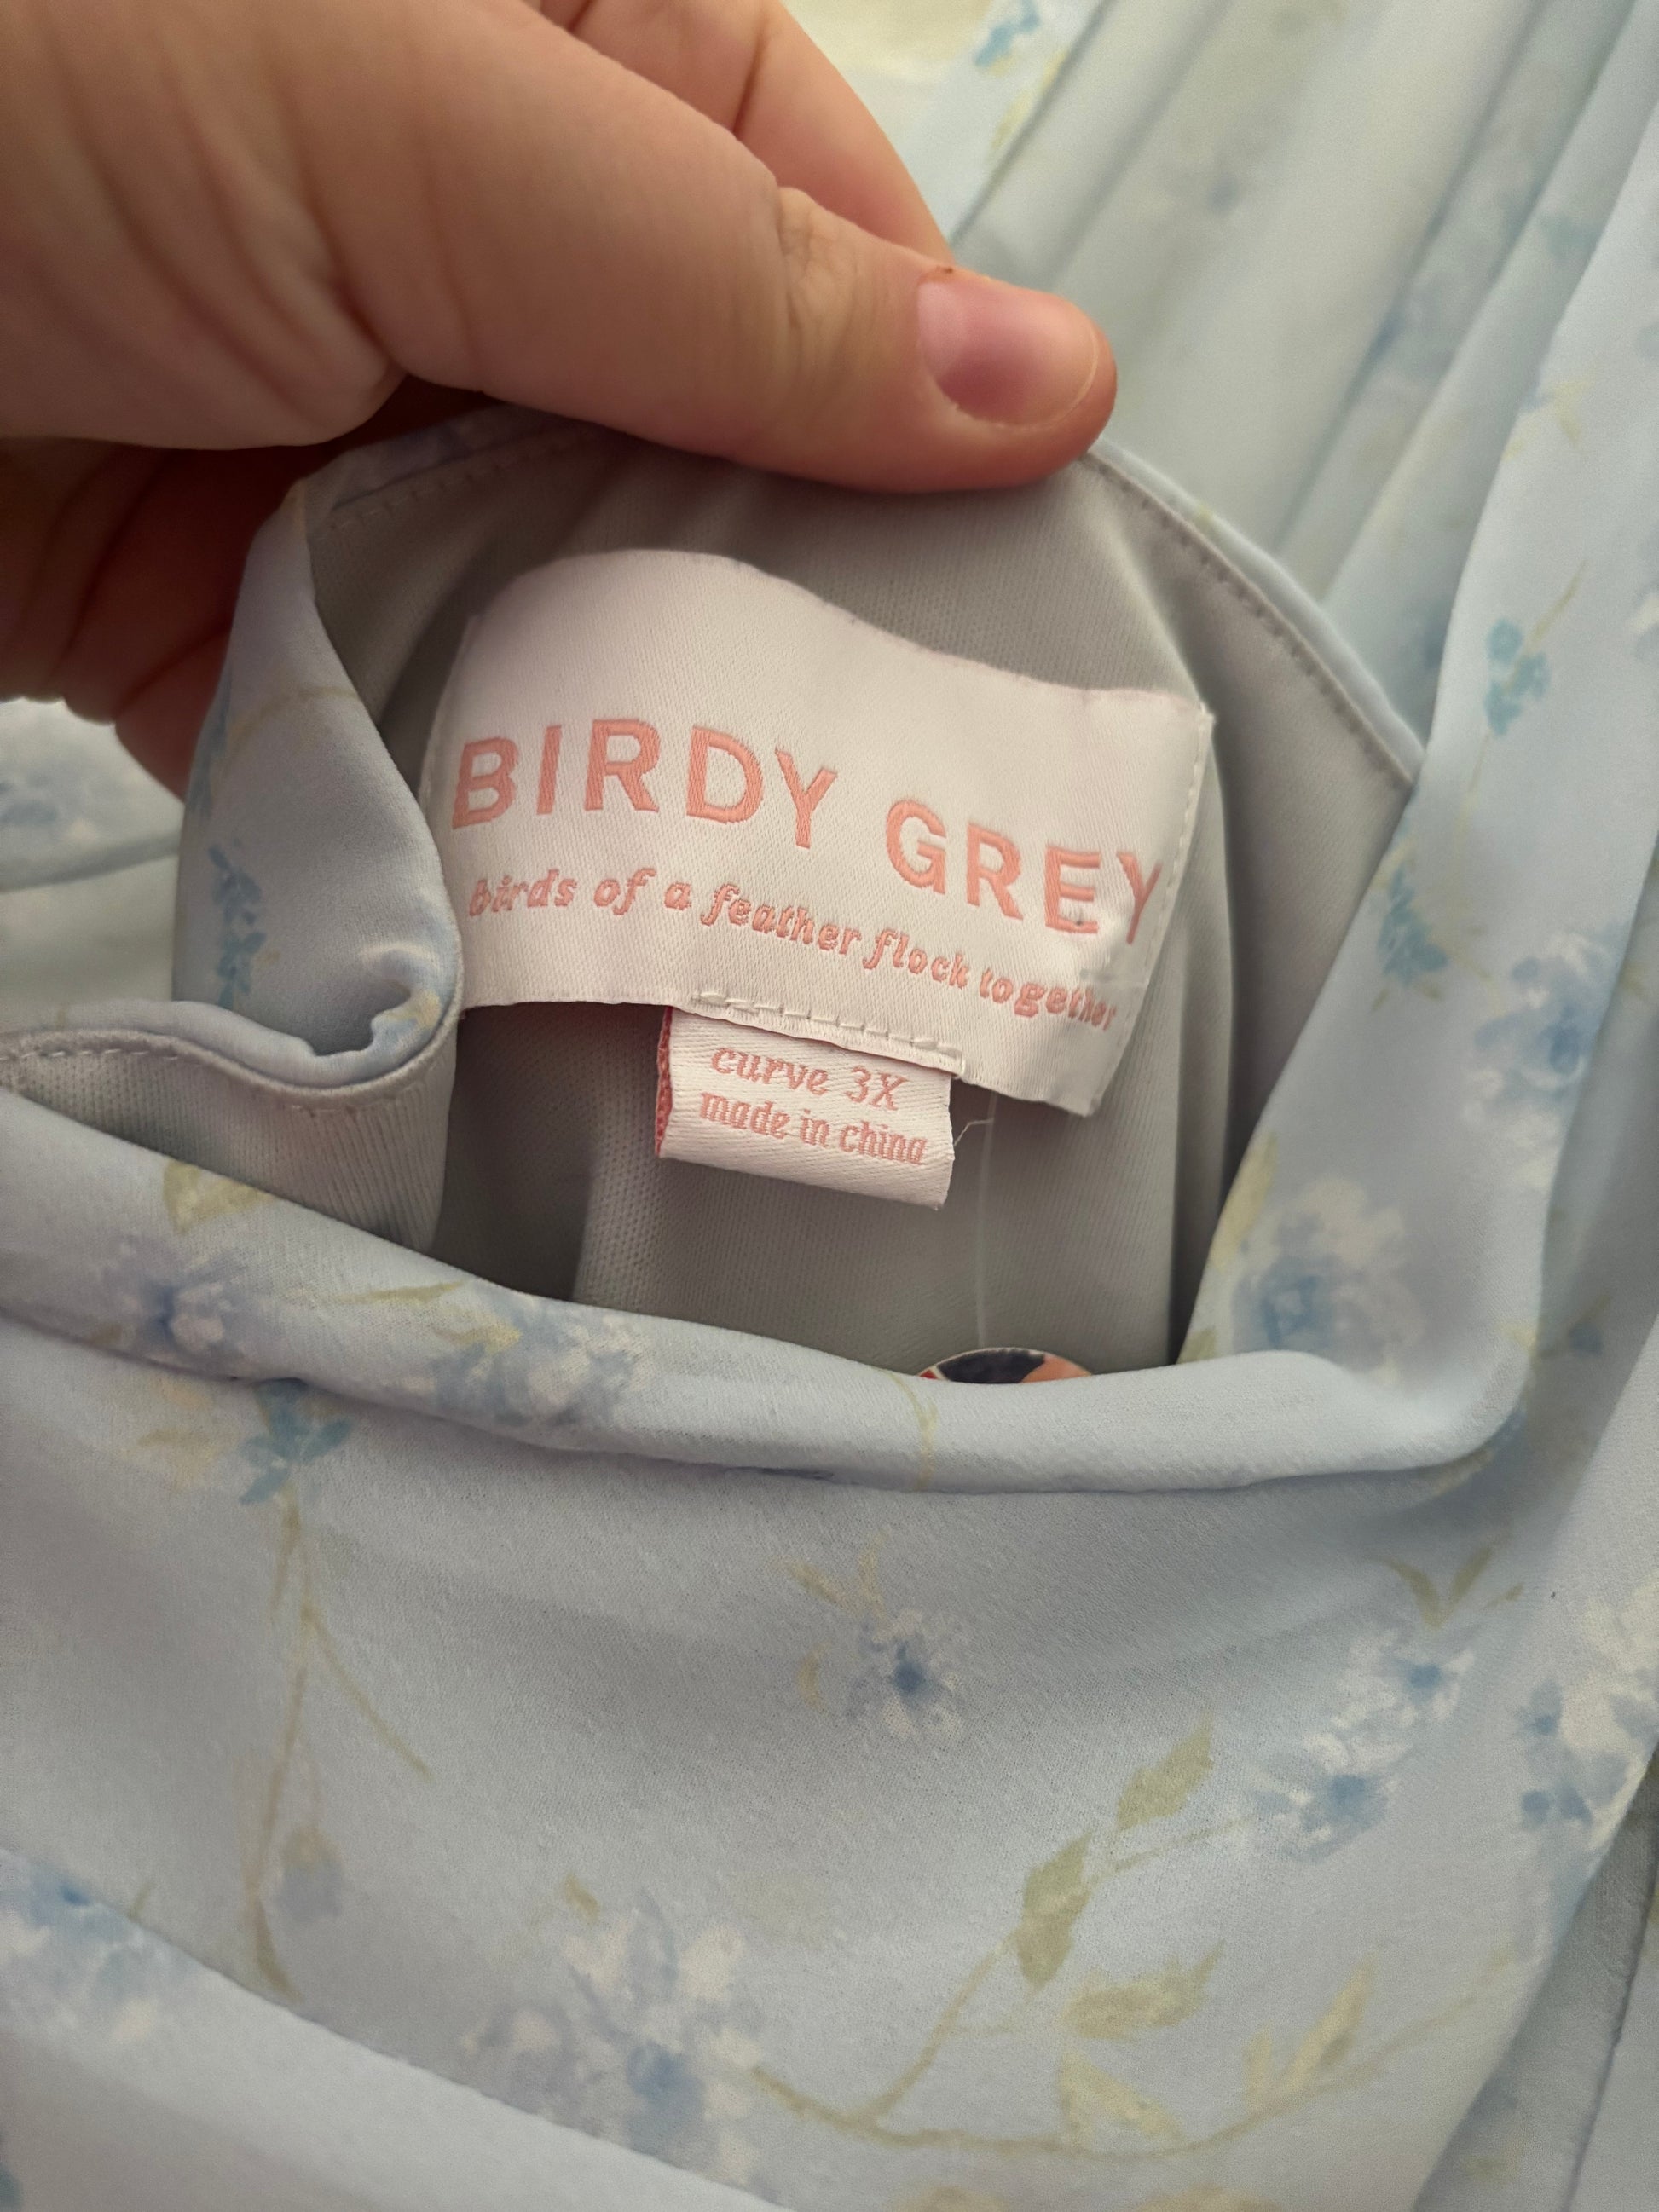 BIRDY GREY
birds of a feather flock together
curve 3X
made in china